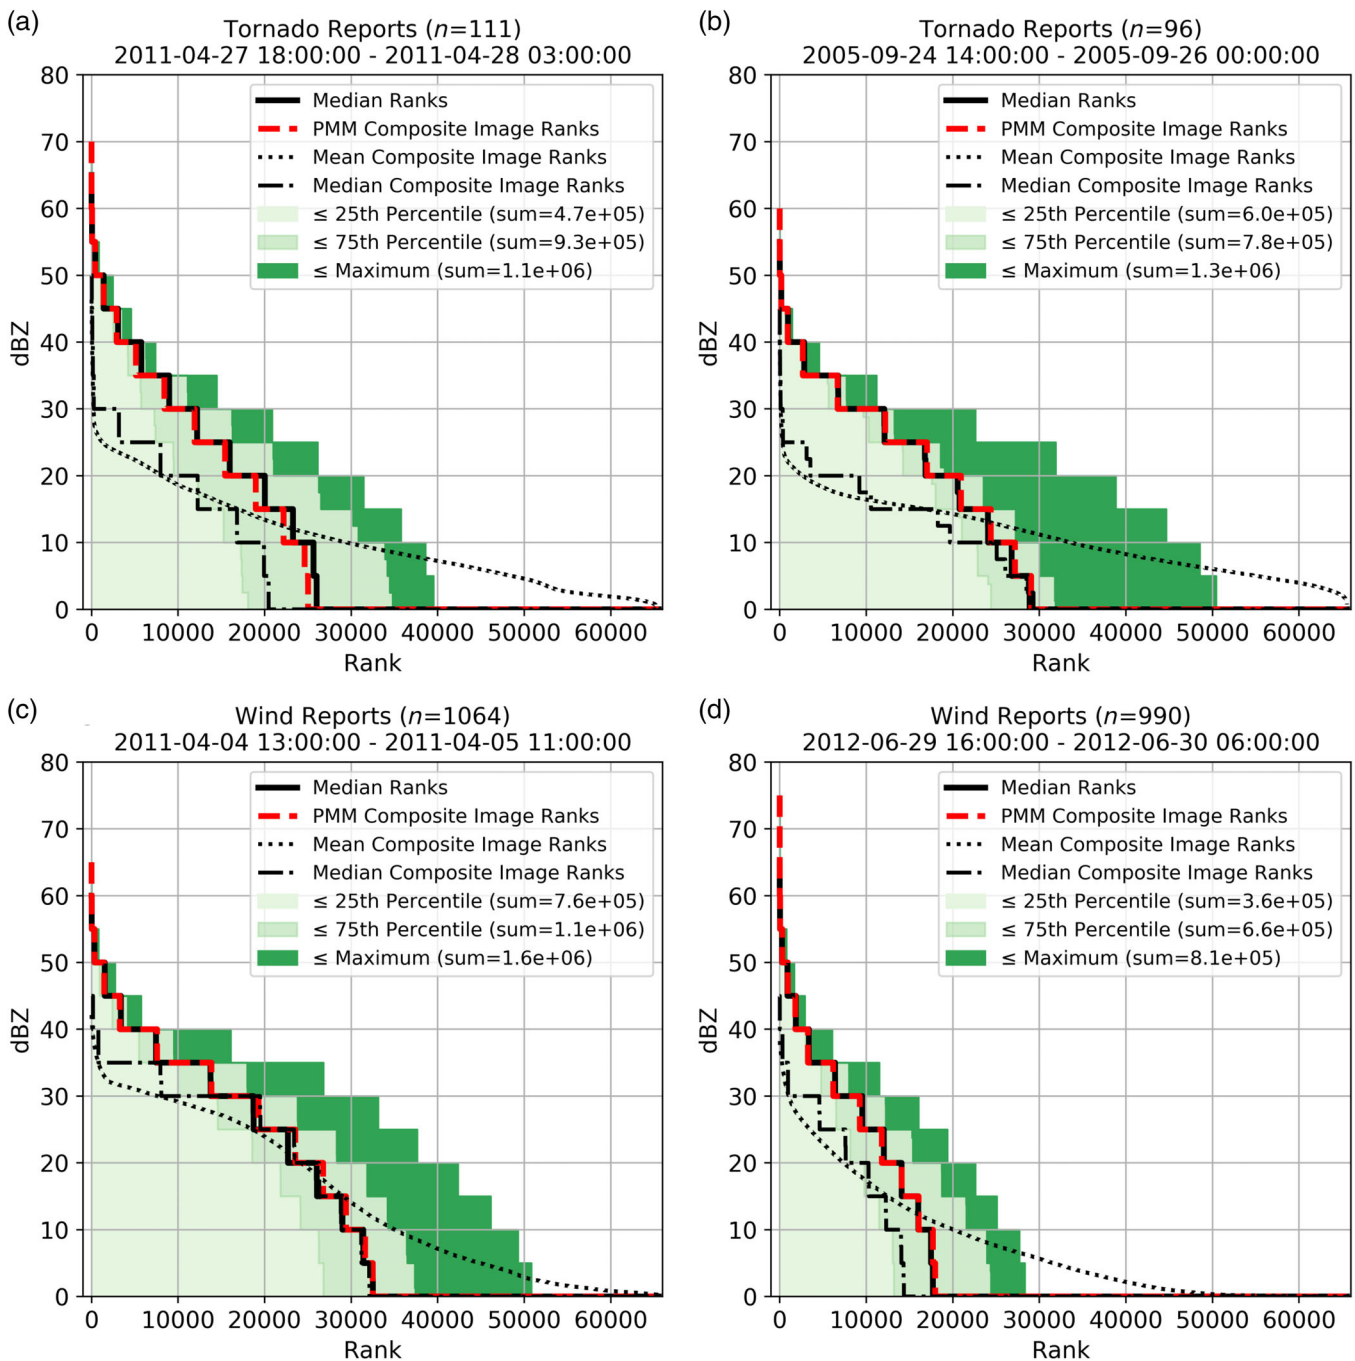 (a)
Tornado Reports (n=111)
2011-04-27 18:00:00 - 2011-04-28 03:00:00
80
70
60
50
40
30
20
10
0
dBZ
Median Ranks
PMM Composite Image Ranks
Mean Composite Image Ranks
Median Composite Image Ranks
≤ 25th Percentile (sum=4.7e+05)
≤ 75th Percentile (sum=9.3e+05)
≤ Maximum (sum=1.1e+06)
0 10000 20000 30000 40000 50000 60000
Rank
(b)
Tornado Reports (n=96)
2005-09-24 14:00:00 - 2005-09-26 00:00:00
80
70
60
50
40
30
20
10
0
dBZ
Median Ranks
PMM Composite Image Ranks
Mean Composite Image Ranks
Median Composite Image Ranks
≤ 25th Percentile (sum=6.0e+05)
≤ 75th Percentile (sum=7.8e+05)
≤ Maximum (sum=1.3e+06)
0 10000 20000 30000 40000 50000 60000
Rank
(c)
Wind Reports (n=1064)
2011-04-04 13:00:00 - 2011-04-05 11:00:00
80
70
60
50
40
30
20
10
0
dBZ
Median Ranks
PMM Composite Image Ranks
Mean Composite Image Ranks
Median Composite Image Ranks
≤ 25th Percentile (sum=7.6e+05)
≤ 75th Percentile (sum=1.1e+06)
≤ Maximum (sum=1.6e+06)
0 10000 20000 30000 40000 50000 60000
Rank
(d)
Wind Reports (n=990)
2012-06-29 16:00:00 - 2012-06-30 06:00:00
80
70
60
50
40
30
20
10
0
dBZ
Median Ranks
PMM Composite Image Ranks
Mean Composite Image Ranks
Median Composite Image Ranks
≤ 25th Percentile (sum=3.6e+05)
≤ 75th Percentile (sum=6.6e+05)
≤ Maximum (sum=8.1e+05)
0 10000 20000 30000 40000 50000 60000
Rank